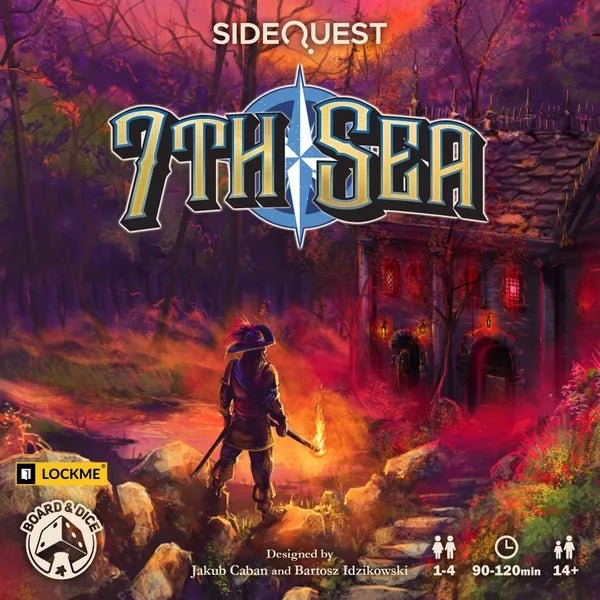 SIDEQUEST
7TH SEA
LOCKME®
BOARD & DICE
Designed by
Jakub Caban and Bartosz Idzikowski
1-4
90-120min
14+